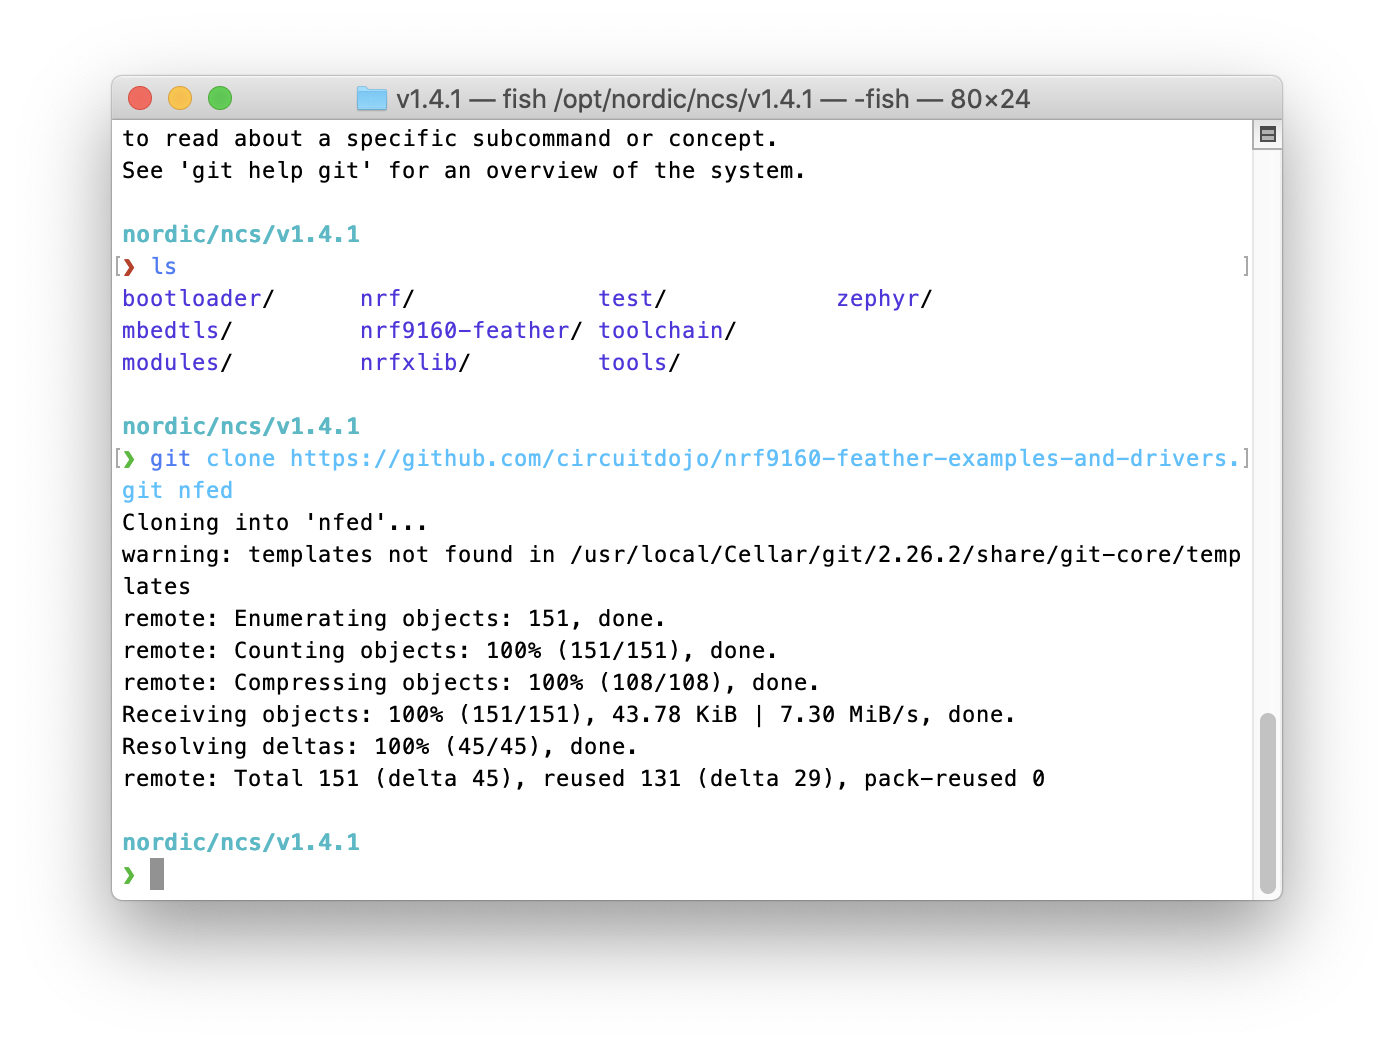 v1.4.1 — fish /opt/nordic/ncs/v1.4.1 — -fish — 80×24
to read about a specific subcommand or concept.
See 'git help git' for an overview of the system.
nordic/ncs/v1.4.1
[❯ ls ]
bootloader/ nrf/ test/ zephyr/
mbedtls/ nrf9160-feather/ toolchain/
modules/ nrfxlib/ tools/
nordic/ncs/v1.4.1
[❯ git clone https://github.com/circuitdojo/nrf9160-feather-examples-and-drivers.]
git nfed
Cloning into 'nfed'...
warning: templates not found in /usr/local/Cellar/git/2.26.2/share/git-core/temp
lates
remote: Enumerating objects: 151, done.
remote: Counting objects: 100% (151/151), done.
remote: Compressing objects: 100% (108/108), done.
Receiving objects: 100% (151/151), 43.78 KiB | 7.30 MiB/s, done.
Resolving deltas: 100% (45/45), done.
remote: Total 151 (delta 45), reused 131 (delta 29), pack-reused 0
nordic/ncs/v1.4.1
❯